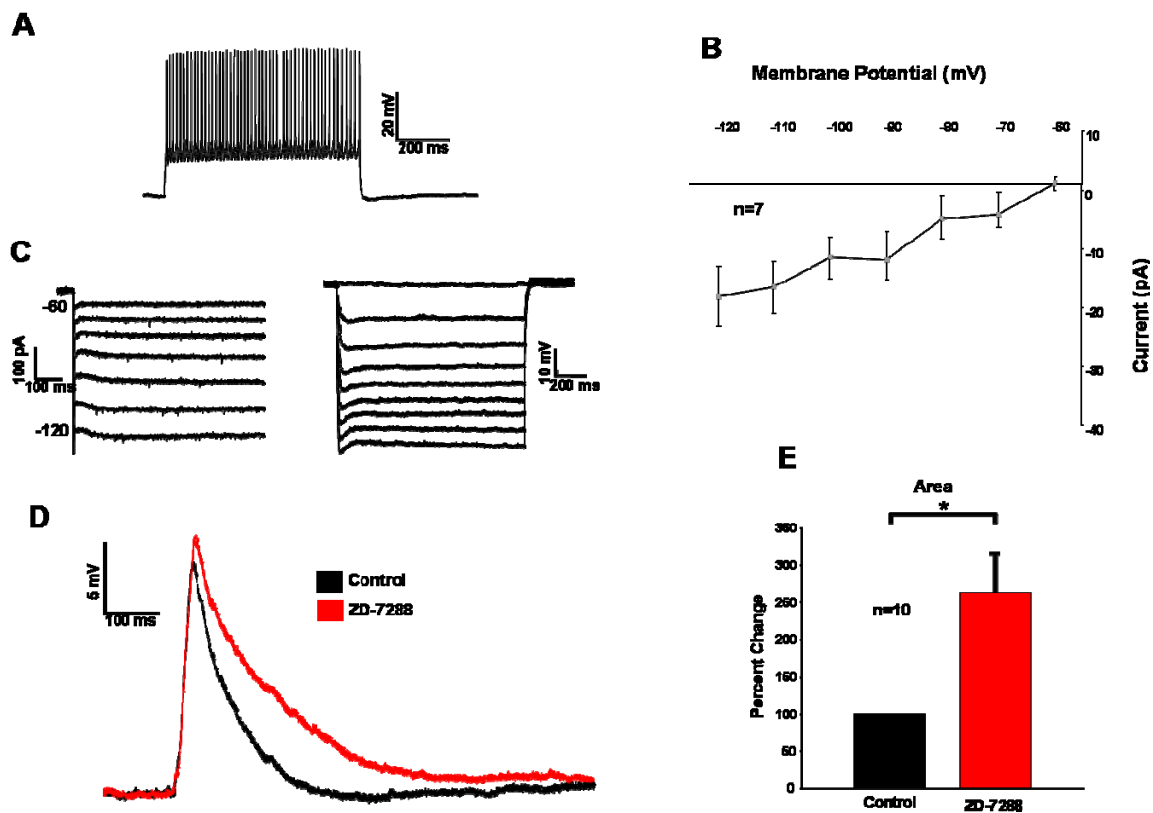 A
20 mV
200 ms
B
Membrane Potential (mV)
-120 -110 -100 -90 -80 -70 -60
10
0
-10
-20
-30
-40
Current (pA)
n=7
C
-60
-120
100 pA
100 ms
10 mV
200 ms
D
5 mV
100 ms
Control
ZD-7288
E
Area
*
350
300
250
200
150
100
50
0
Percent Change
n=10
Control
ZD-7288